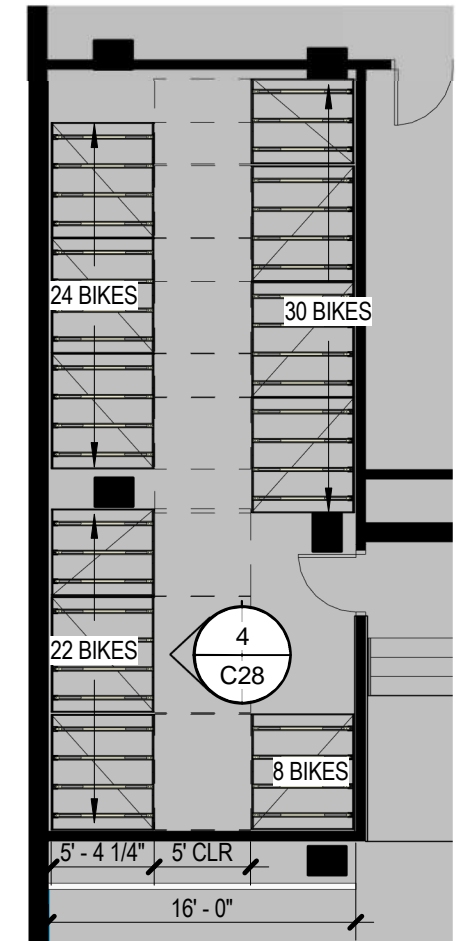 24 BIKES
30 BIKES
22 BIKES
4
C28
8 BIKES
5' - 4 1/4" 5' CLR
16' - 0"